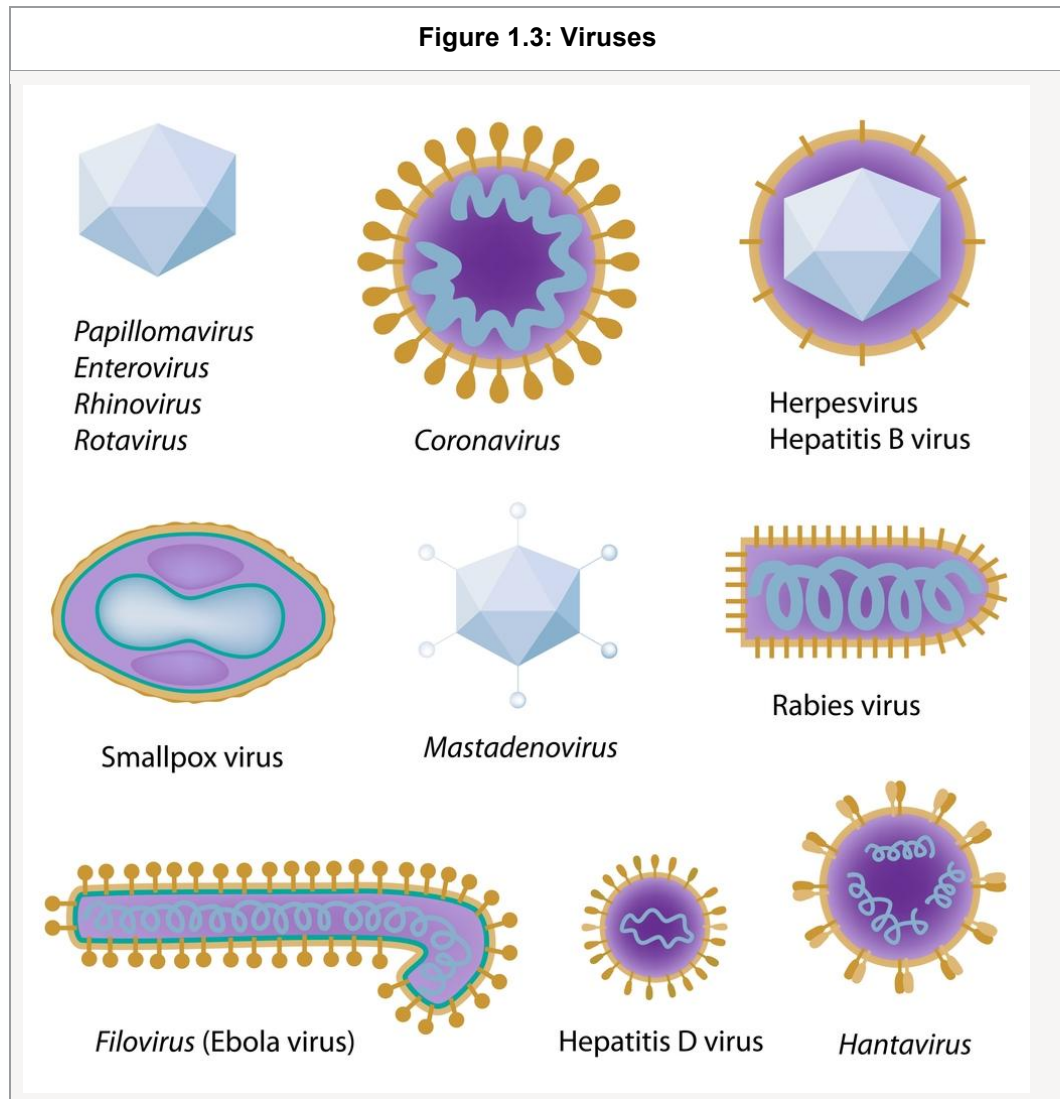 Figure 1.3: Viruses
Papillomavirus
Enterovirus
Rhinovirus
Rotavirus
Coronavirus
Herpesvirus
Hepatitis B virus
Smallpox virus
Mastadenovirus
Rabies virus
Filovirus (Ebola virus)
Hepatitis D virus
Hantavirus